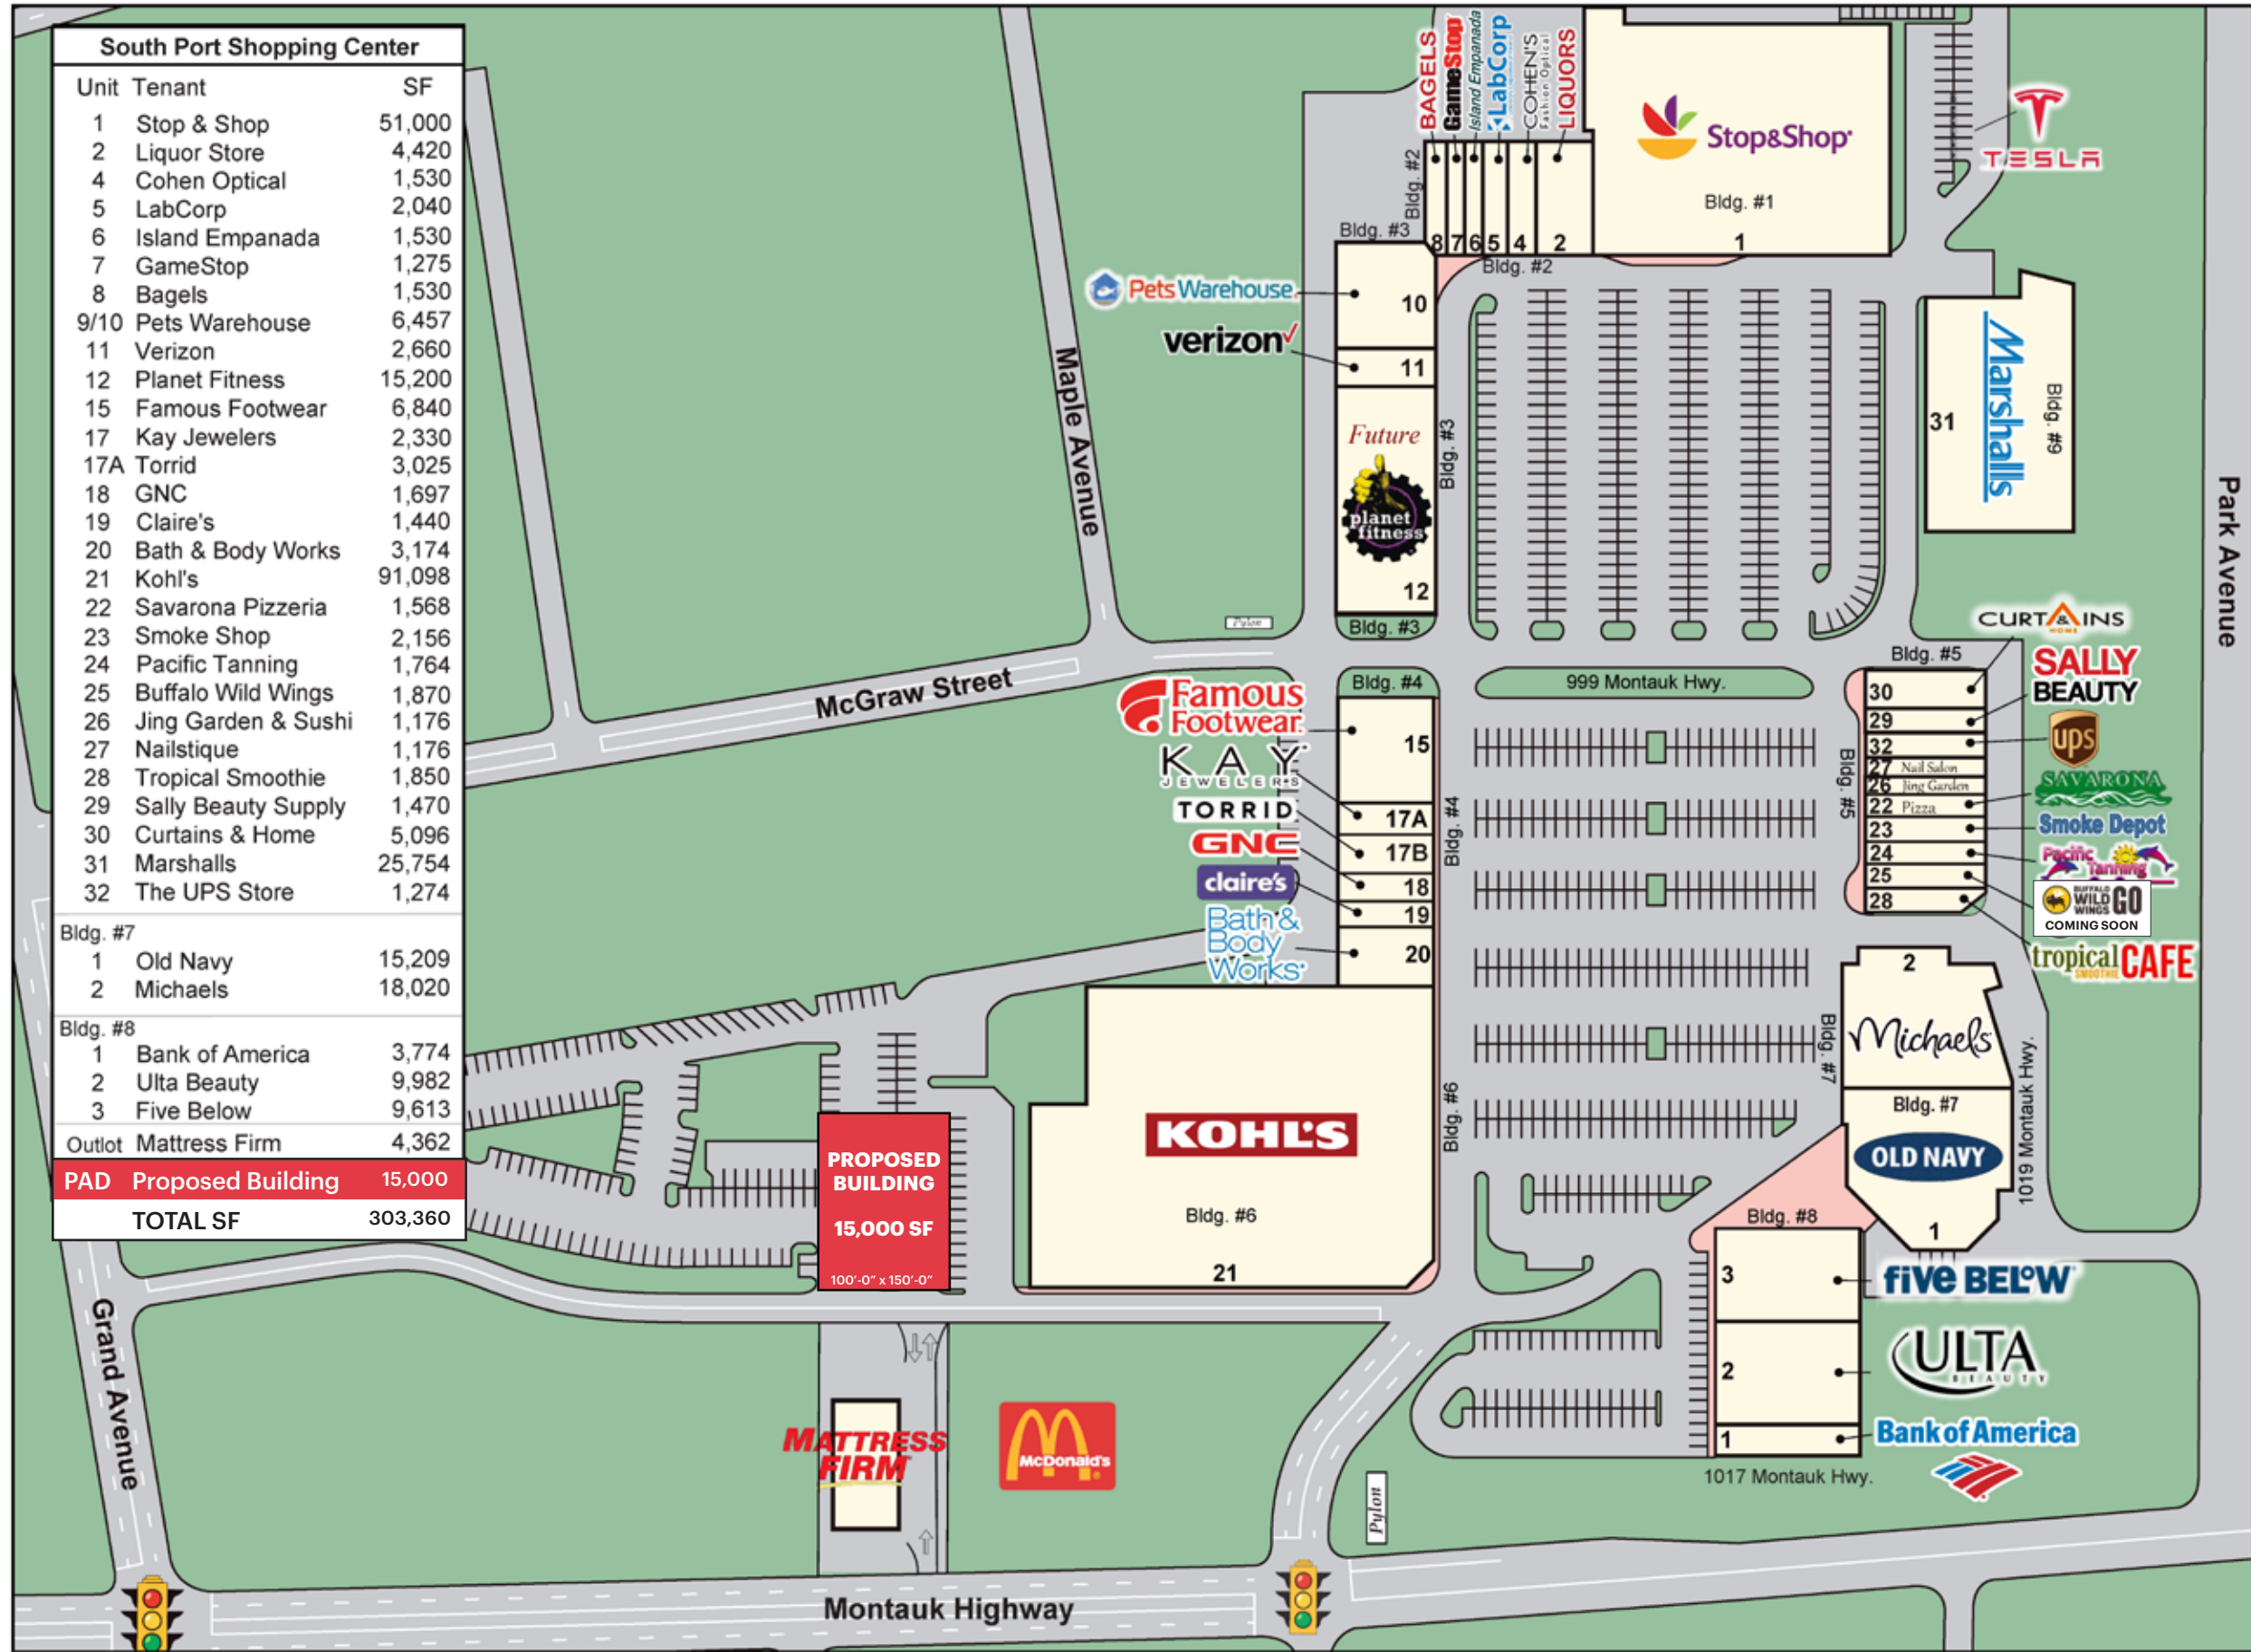 South Port Shopping Center
Unit Tenant SF
1 Stop & Shop 51,000
2 Liquor Store 4,420
4 Cohen Optical 1,530
5 LabCorp 2,040
6 Island Empanada 1,530
7 GameStop 1,275
8 Bagels 1,530
9/10 Pets Warehouse 6,457
11 Verizon 2,660
12 Planet Fitness 15,200
15 Famous Footwear 6,840
17 Kay Jewelers 2,330
17A Torrid 3,025
18 GNC 1,697
19 Claire's 1,440
20 Bath & Body Works 3,174
21 Kohl's 91,098
22 Savarona Pizzeria 1,568
23 Smoke Shop 2,156
24 Pacific Tanning 1,764
25 Buffalo Wild Wings 1,870
26 Jing Garden & Sushi 1,176
27 Nailstique 1,176
28 Tropical Smoothie 1,850
29 Sally Beauty Supply 1,470
30 Curtains & Home 5,096
31 Marshalls 25,754
32 The UPS Store 1,274
Bldg. #7
1 Old Navy 15,209
2 Michaels 18,020
Bldg. #8
1 Bank of America 3,774
2 Ulta Beauty 9,982
3 Five Below 9,613
Outlot Mattress Firm 4,362
PAD Proposed Building 15,000
TOTAL SF 303,360
BAGELS
GameStop
Island Empanada
LabCorp
COHEN'S
Fashion Optical
LIQUORS
Stop&Shop
Bldg. #1
1
TESLA
Bldg. #2
8 7 6 5 4 2
Bldg. #2
Bldg. #3
PetsWarehouse.
10
verizon
11
Future
planet
fitness
12
Bldg. #3
Bldg. #3
Pylon
Marshalls
31
Bldg. #9
Park Avenue
Maple Avenue
McGraw Street
Bldg. #4
999 Montauk Hwy.
Famous
Footwear.
15
KAY
JEWELERS
17A
TORRID
17B
GNC
18
claire's
19
Bath &
Body
Works
20
Bldg. #4
Bldg. #5
CURTAINS
&
HOME
30
SALLY
BEAUTY
29
ups
32
27 Nail Salon
26 Jing Garden
SAVARONA
22 Pizza
Smoke Depot
23
Pacific
Tanning
24
25
BUFFALO
WILD
WINGS
GO
COMING SOON
28
tropical
SMOOTHIE
CAFE
Bldg. #5
2
Michaels
Bldg. #7
Bldg. #7
OLD NAVY
1
1019 Montauk Hwy.
KOHL'S
Bldg. #6
21
Bldg. #6
PROPOSED
BUILDING
15,000 SF
100'-0" x 150'-0"
Bldg. #8
3
five BELOW
2
ULTA
BEAUTY
1
Bank of America
1017 Montauk Hwy.
Pylon
MATTRESS
FIRM
McDonald's
Grand Avenue
Montauk Highway